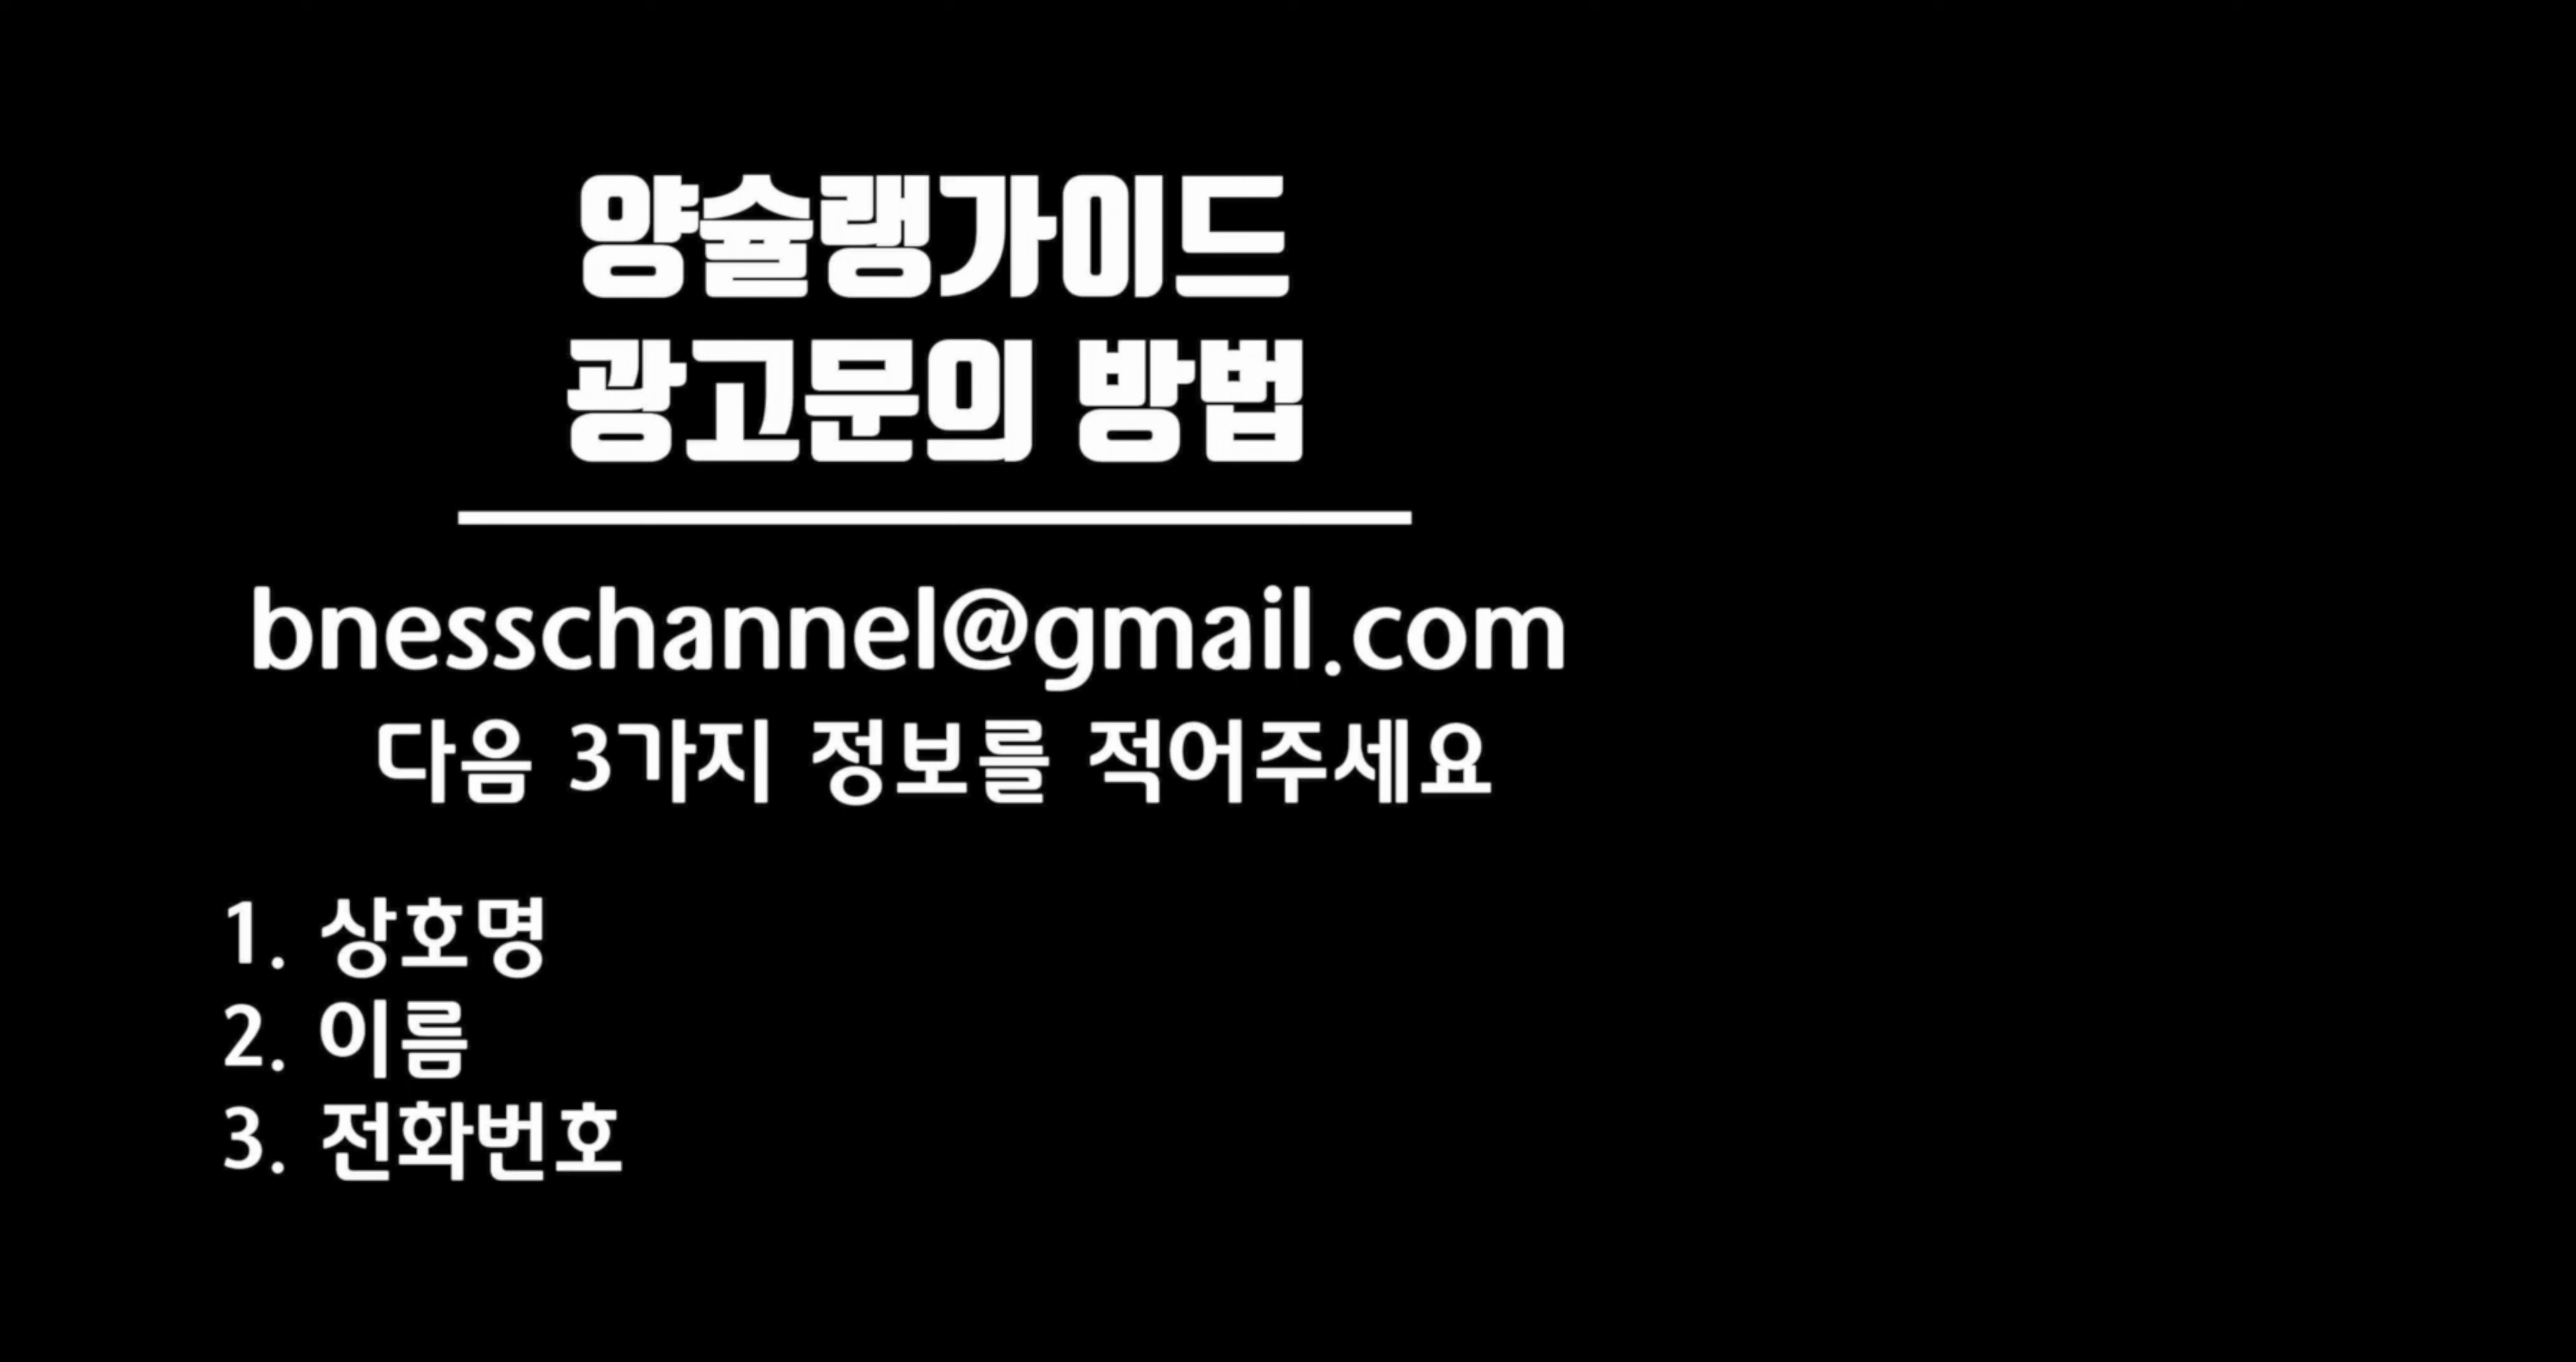 양슐랭가이드
광고문의 방법
bnesschannel@gmail.com
다음 3가지 정보를 적어주세요
1. 상호명
2. 이름
3. 전화번호